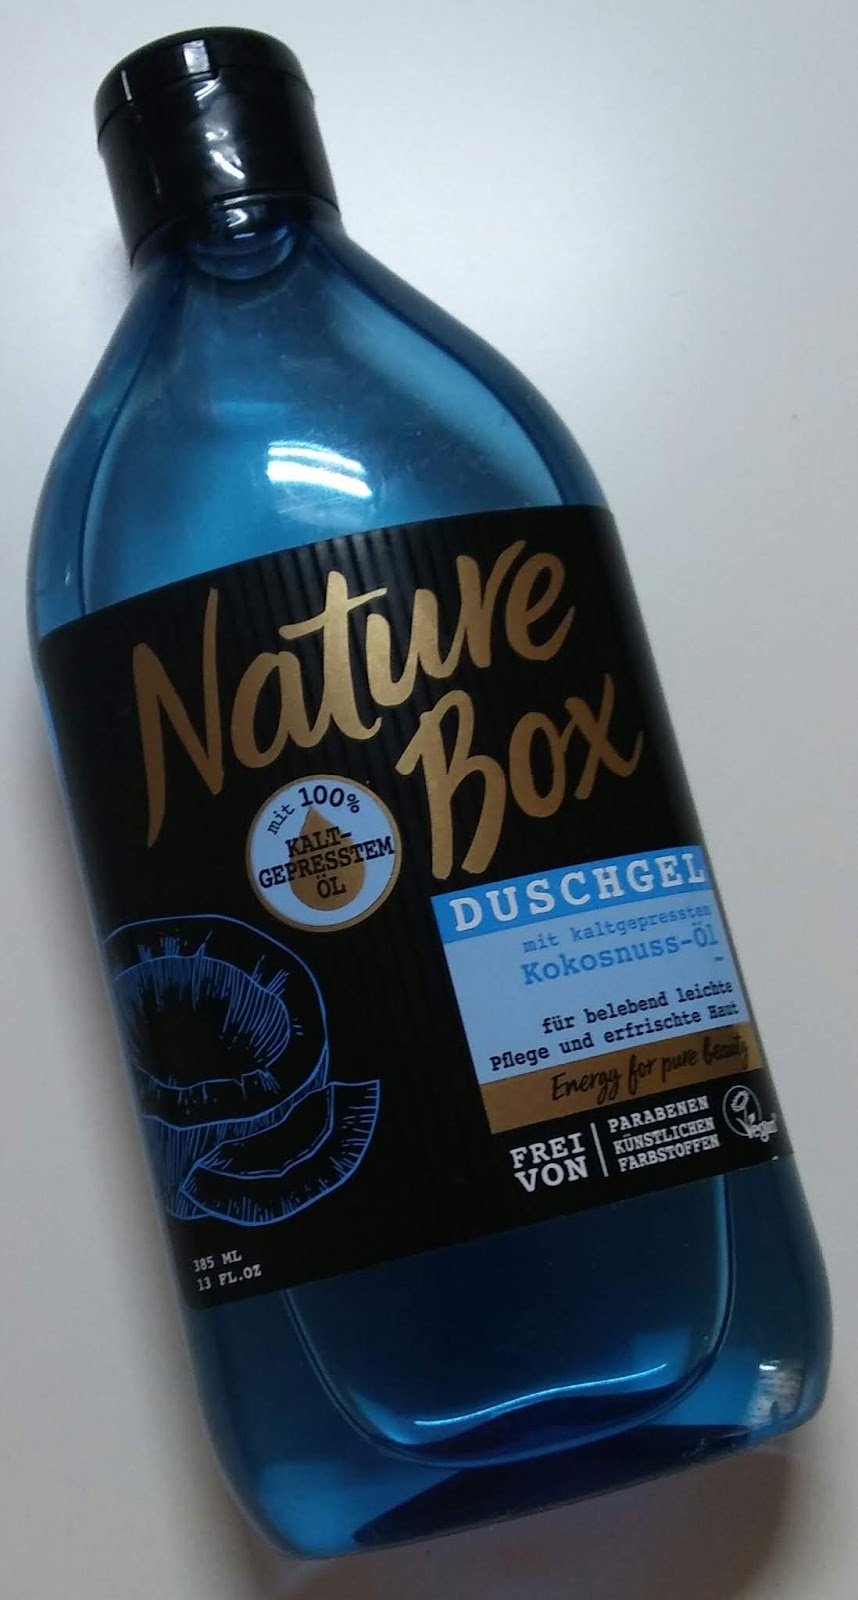 Nature
Box
mit 100%
KALT-
GEPRESSTEM
ÖL
DUSCHGEL
mit kaltgepressten
Kokosnuss-Öl
–
für belebend leichte
Pflege und erfrischte Haut
Energy for pure beauty
FREI
VON
PARABENEN
KÜNSTLICHEN
FARBSTOFFEN
Vegan
385 ML
13 FL.OZ